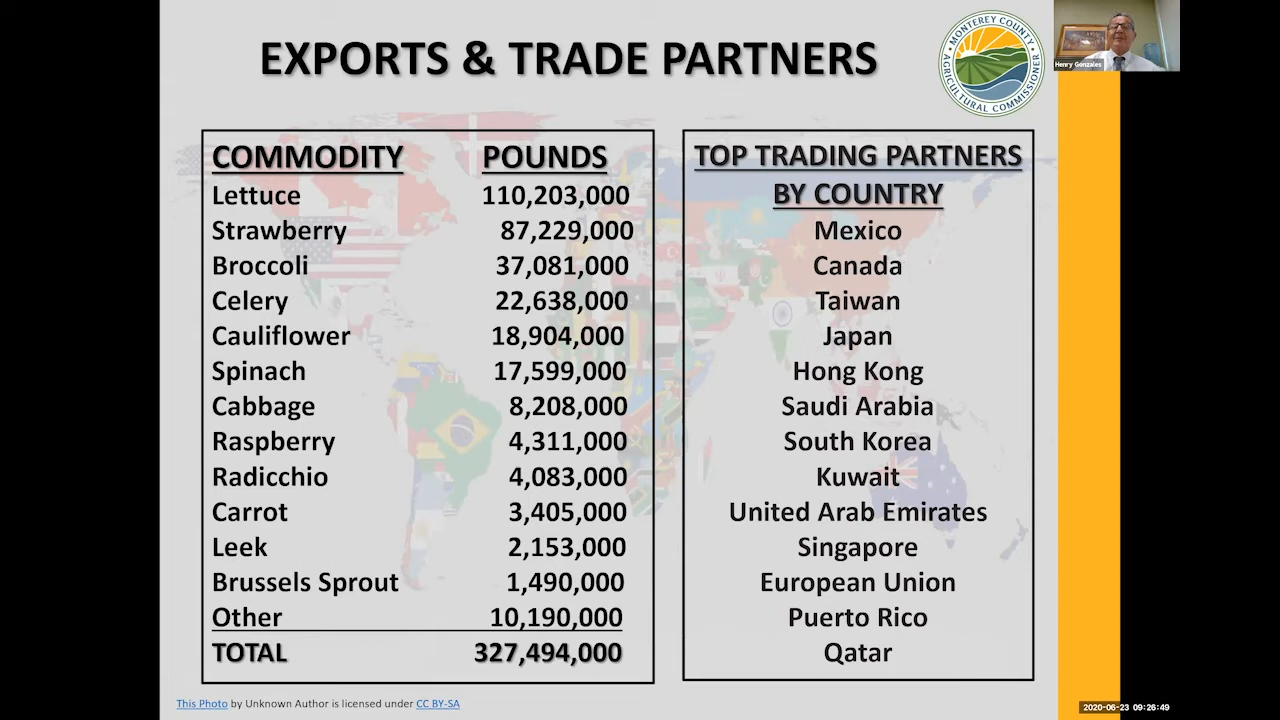 EXPORTS & TRADE PARTNERS
MONTEREY COUNTY
AGRICULTURAL COMMISSIONER
Henry Gonzales
COMMODITY POUNDS
Lettuce 110,203,000
Strawberry 87,229,000
Broccoli 37,081,000
Celery 22,638,000
Cauliflower 18,904,000
Spinach 17,599,000
Cabbage 8,208,000
Raspberry 4,311,000
Radicchio 4,083,000
Carrot 3,405,000
Leek 2,153,000
Brussels Sprout 1,490,000
Other 10,190,000
TOTAL 327,494,000
TOP TRADING PARTNERS
BY COUNTRY
Mexico
Canada
Taiwan
Japan
Hong Kong
Saudi Arabia
South Korea
Kuwait
United Arab Emirates
Singapore
European Union
Puerto Rico
Qatar
This Photo by Unknown Author is licensed under CC BY-SA
2020-06-23 09:26:49